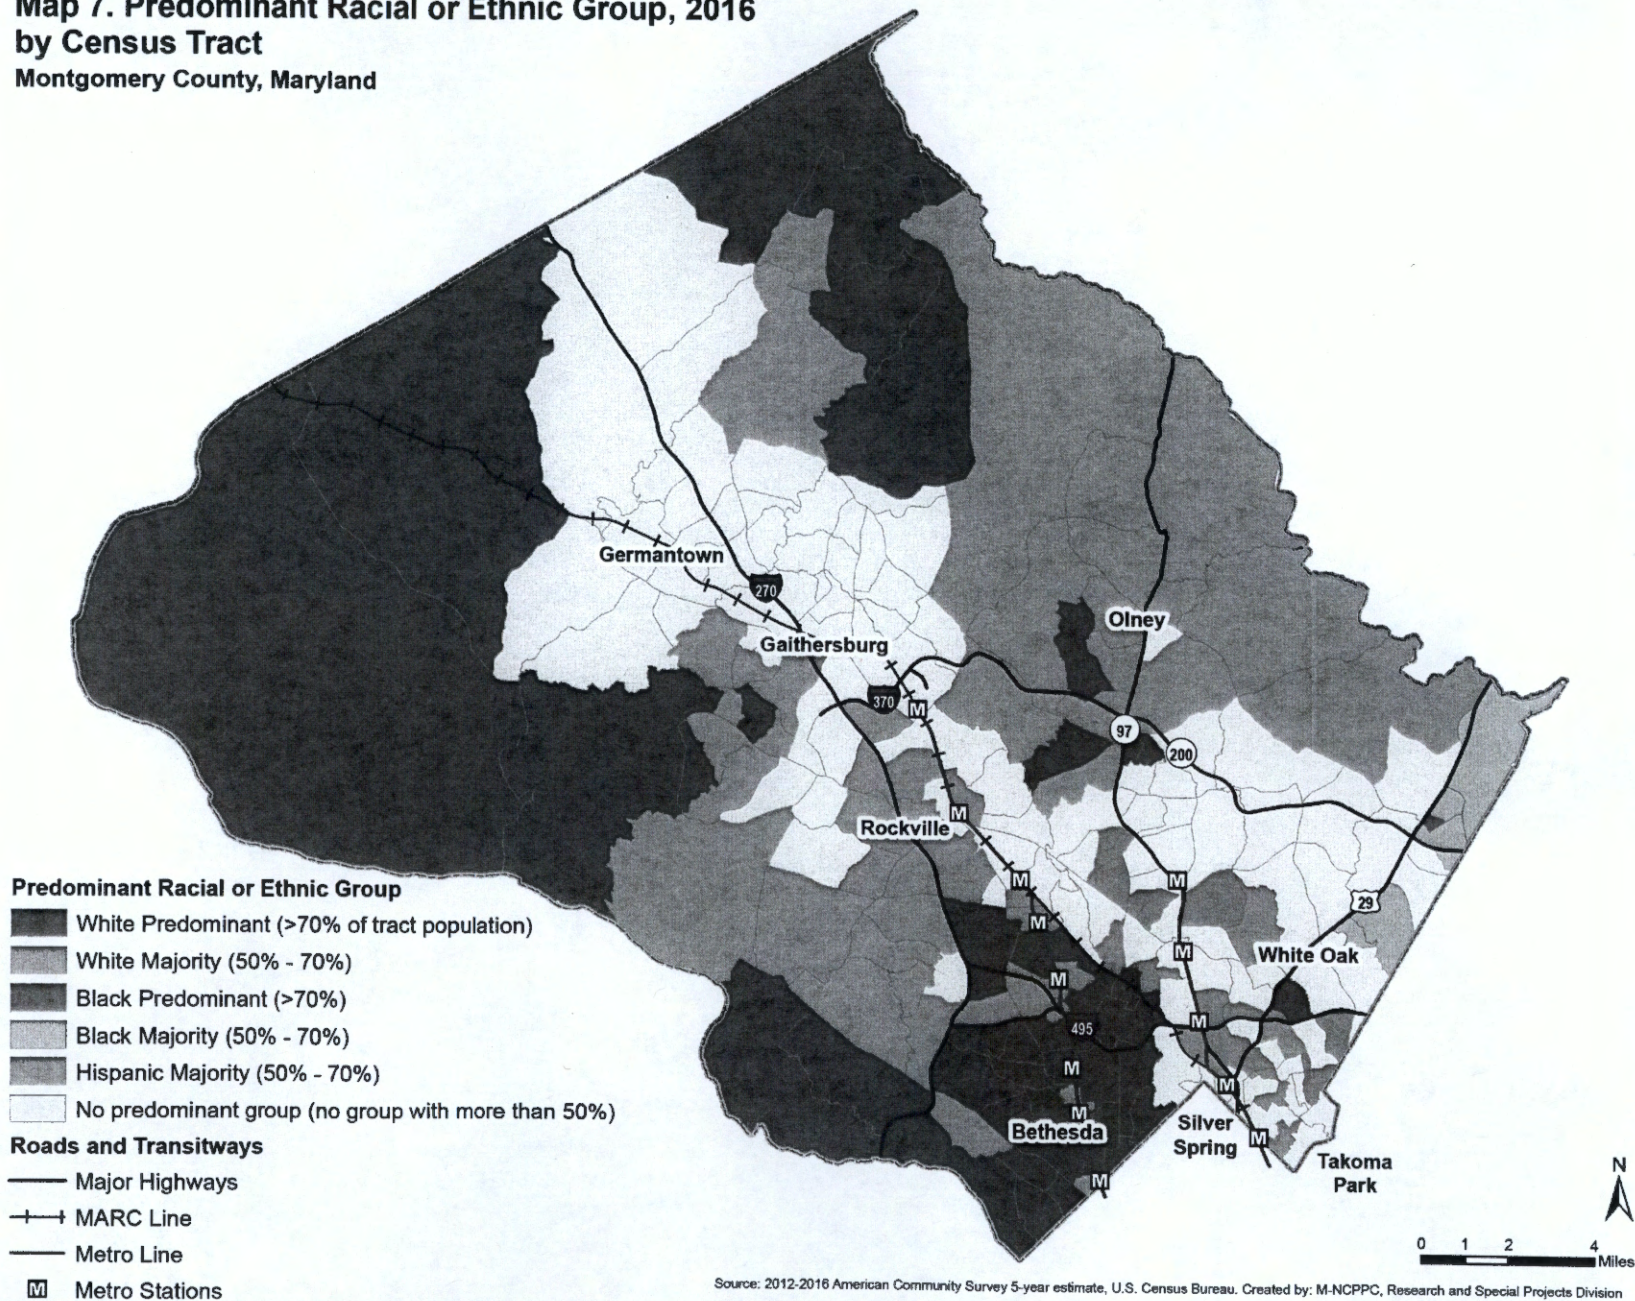 Map 7. Predominant Racial or Ethnic Group, 2016
by Census Tract
Montgomery County, Maryland
Germantown
270
Gaithersburg
370
M
Olney
97
200
Rockville
M
M
M
M
29
M
White Oak
M
495
M
M
M
M
Bethesda
Silver
Spring
M
Takoma
Park
M
Predominant Racial or Ethnic Group
White Predominant (>70% of tract population)
White Majority (50% - 70%)
Black Predominant (>70%)
Black Majority (50% - 70%)
Hispanic Majority (50% - 70%)
No predominant group (no group with more than 50%)
Roads and Transitways
Major Highways
MARC Line
Metro Line
M Metro Stations
N
0 1 2 4
Miles
Source: 2012-2016 American Community Survey 5-year estimate, U.S. Census Bureau. Created by: M-NCPPC, Research and Special Projects Division